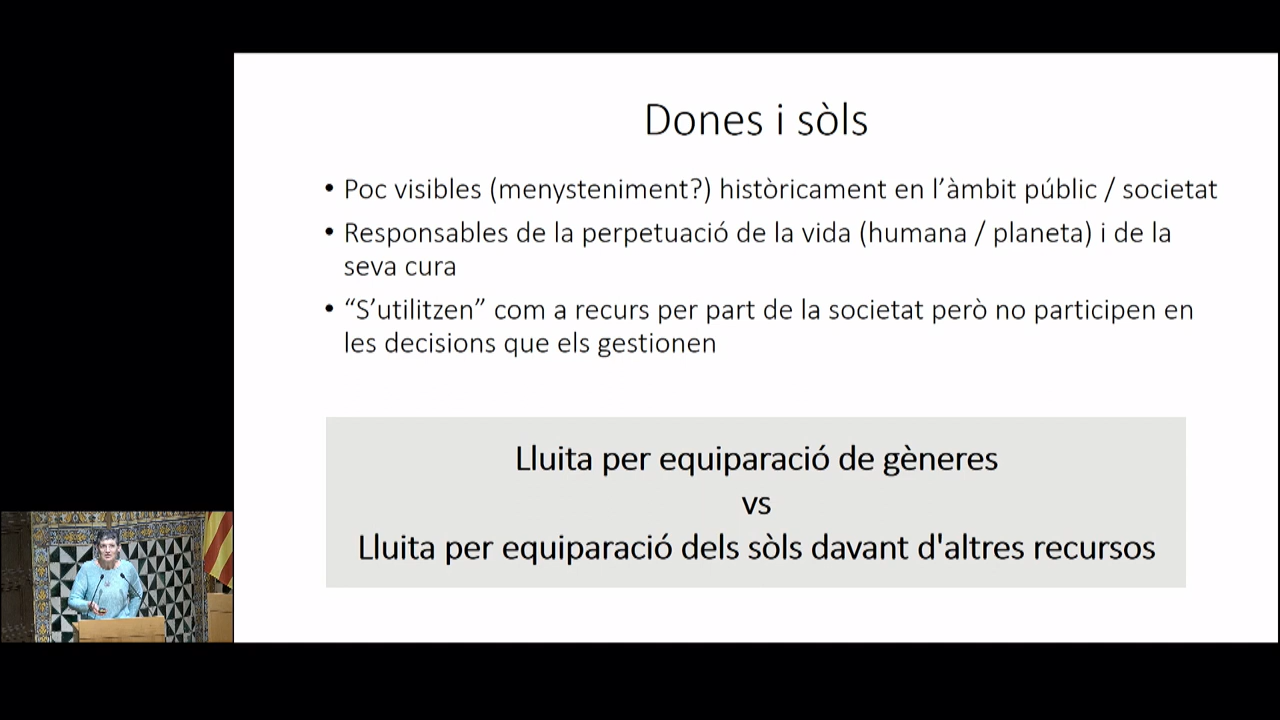 Dones i sòls
• Poc visibles (menysteniment?) històricament en l’àmbit públic / societat
• Responsables de la perpetuació de la vida (humana / planeta) i de la
seva cura
• “S’utilitzen” com a recurs per part de la societat però no participen en
les decisions que els gestionen
Lluita per equiparació de gèneres
vs
Lluita per equiparació dels sòls davant d'altres recursos